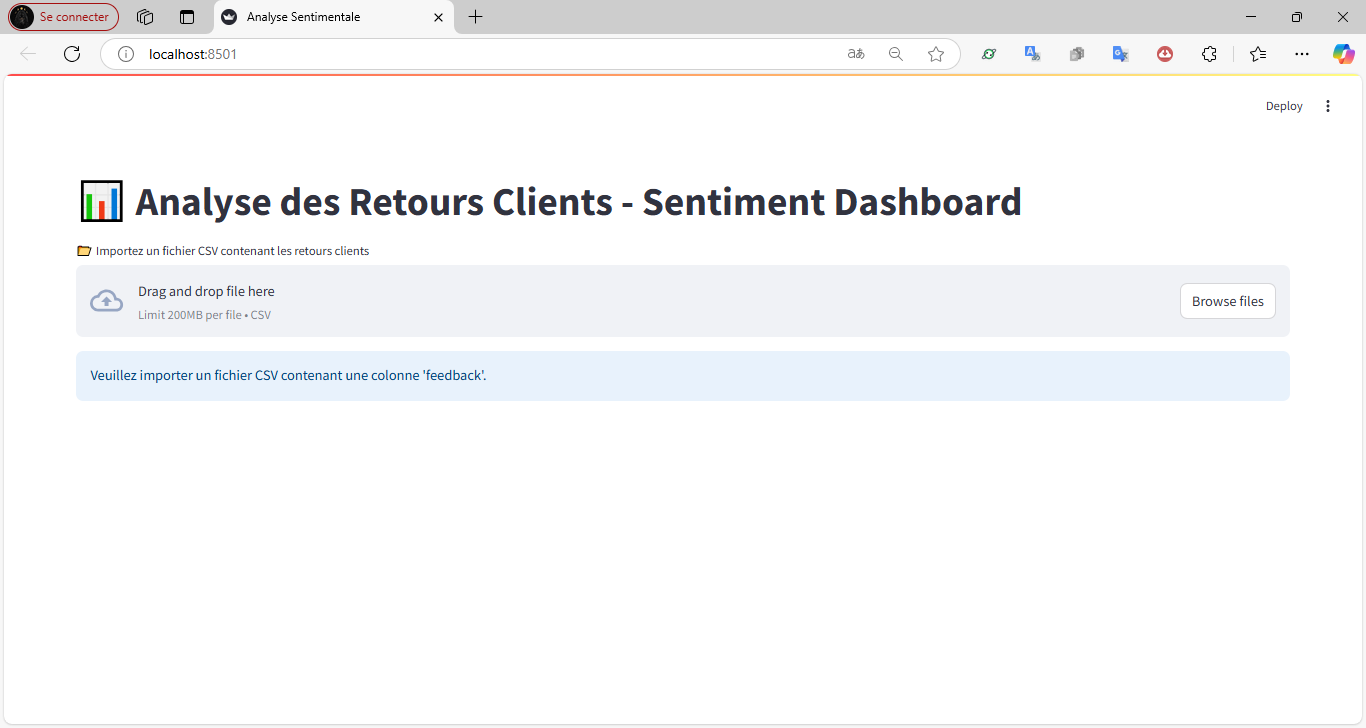 Se connecter
Analyse Sentimentale
localhost:8501
Deploy
Analyse des Retours Clients - Sentiment Dashboard
Importez un fichier CSV contenant les retours clients
Drag and drop file here
Limit 200MB per file • CSV
Browse files
Veuillez importer un fichier CSV contenant une colonne 'feedback'.